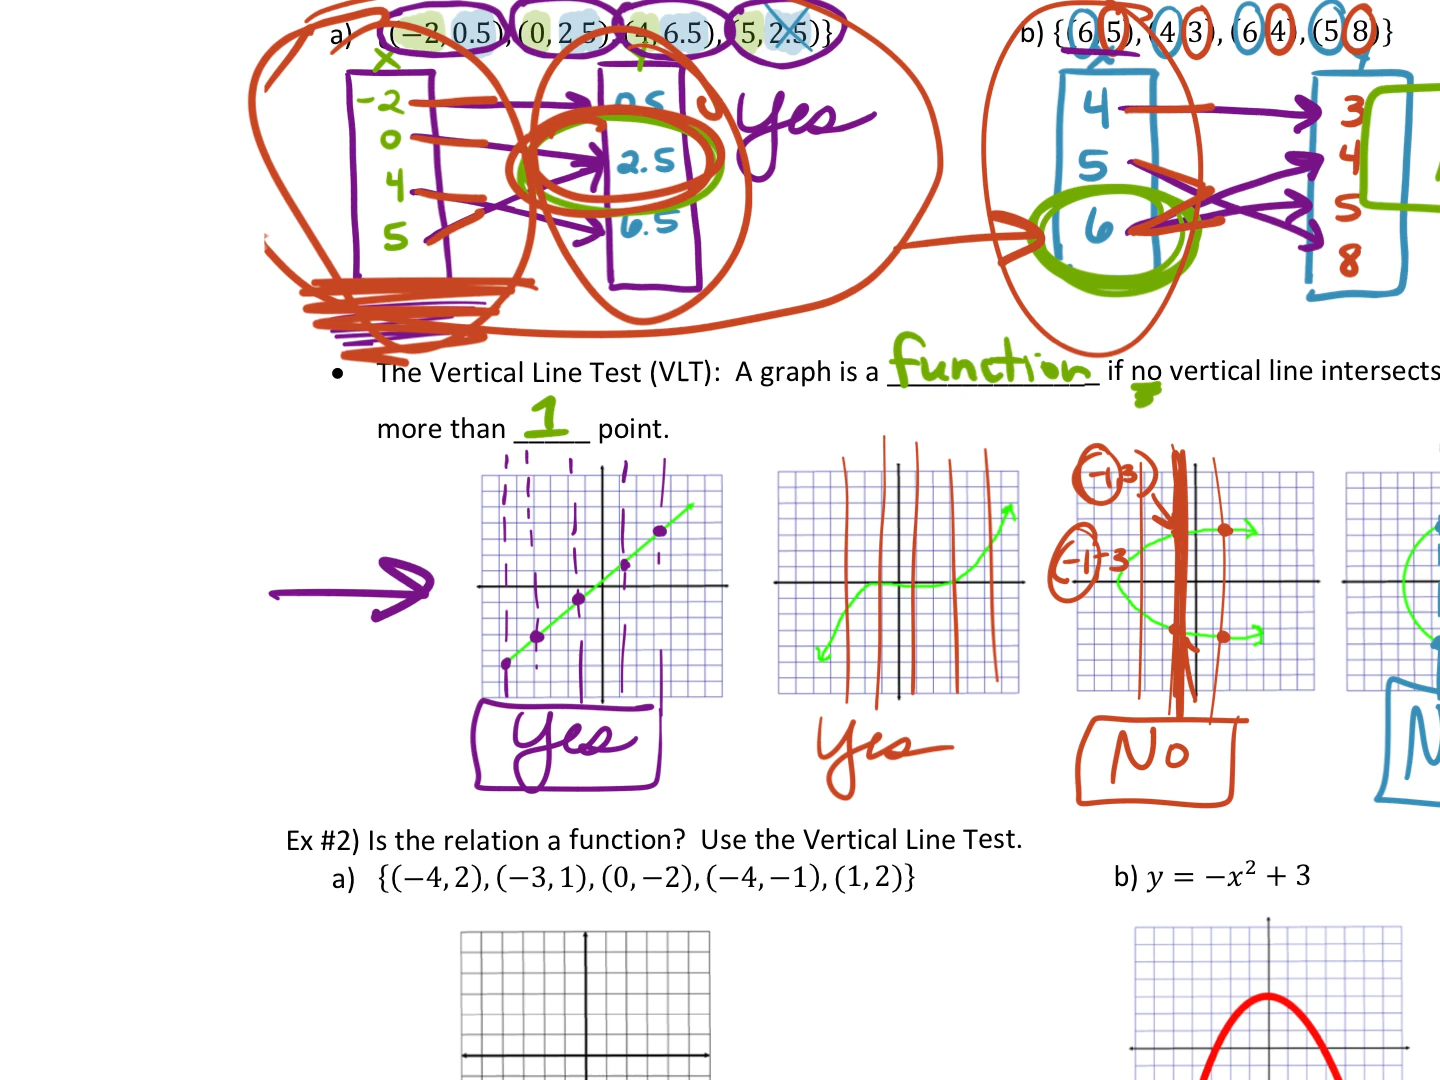 a) {(−2, 0.5), (0, 2.5), (4, 6.5), (5, 2.5)}
b) {(6, 5), (4, 3), (6, 4), (5, 8)}
X
Y
X
-2
0
4
5
0.5
2.5
6.5
yes
4
5
6
3
4
5
8
• The Vertical Line Test (VLT): A graph is a function if no vertical line intersects
more than 1 point.
(-1,3)
(-1,-3
yes
yes
No
N
Ex #2) Is the relation a function? Use the Vertical Line Test.
a) {(−4, 2), (−3, 1), (0, −2), (−4, −1), (1, 2)}
b) y = −x² + 3